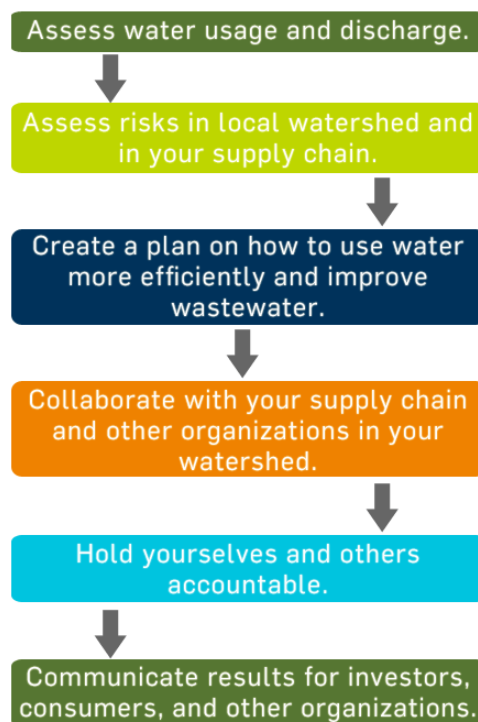 Assess water usage and discharge.
Assess risks in local watershed and
in your supply chain.
Create a plan on how to use water
more efficiently and improve
wastewater.
Collaborate with your supply chain
and other organizations in your
watershed.
Hold yourselves and others
accountable.
Communicate results for investors,
consumers, and other organizations.